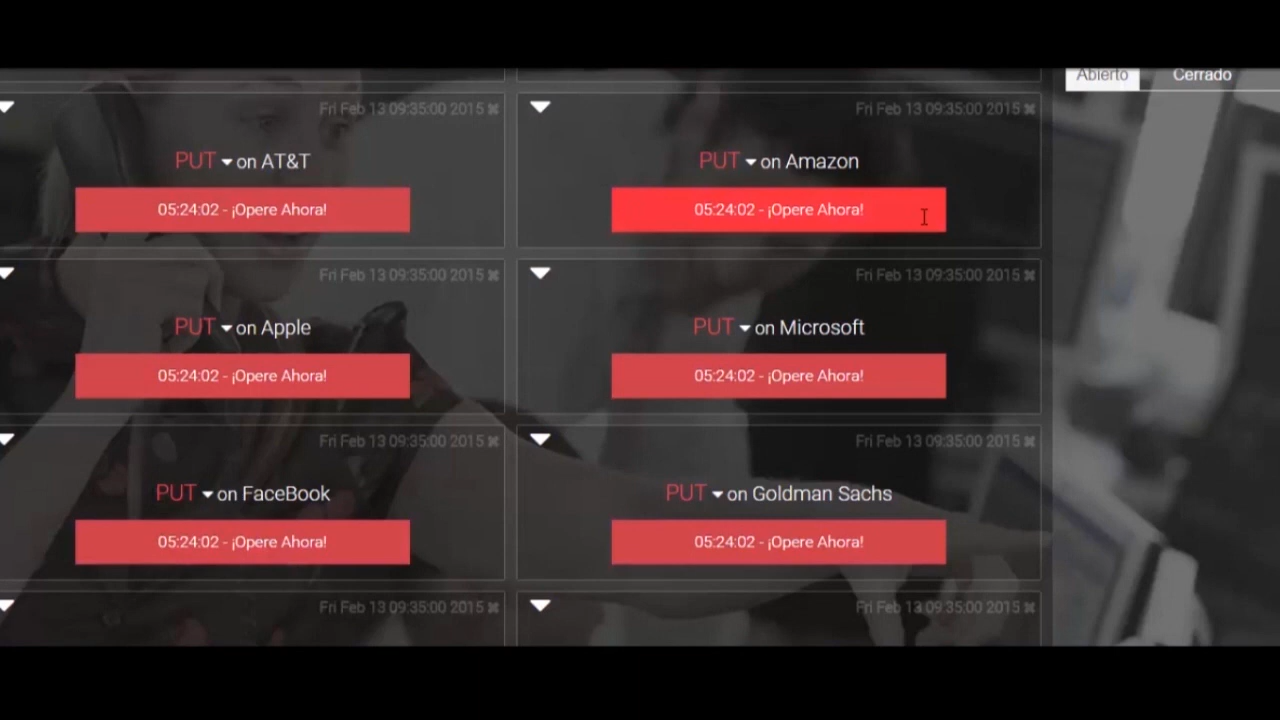 Abierto Cerrado
Fri Feb 13 09:35:00 2015
Fri Feb 13 09:35:00 2015
PUT on AT&T
PUT on Amazon
05:24:02 - ¡Opere Ahora!
05:24:02 - ¡Opere Ahora!
Fri Feb 13 09:35:00 2015
Fri Feb 13 09:35:00 2015
PUT on Apple
PUT on Microsoft
05:24:02 - ¡Opere Ahora!
05:24:02 - ¡Opere Ahora!
Fri Feb 13 09:35:00 2015
Fri Feb 13 09:35:00 2015
PUT on FaceBook
PUT on Goldman Sachs
05:24:02 - ¡Opere Ahora!
05:24:02 - ¡Opere Ahora!
Fri Feb 13 09:35:00 2015
Fri Feb 13 09:35:00 2015